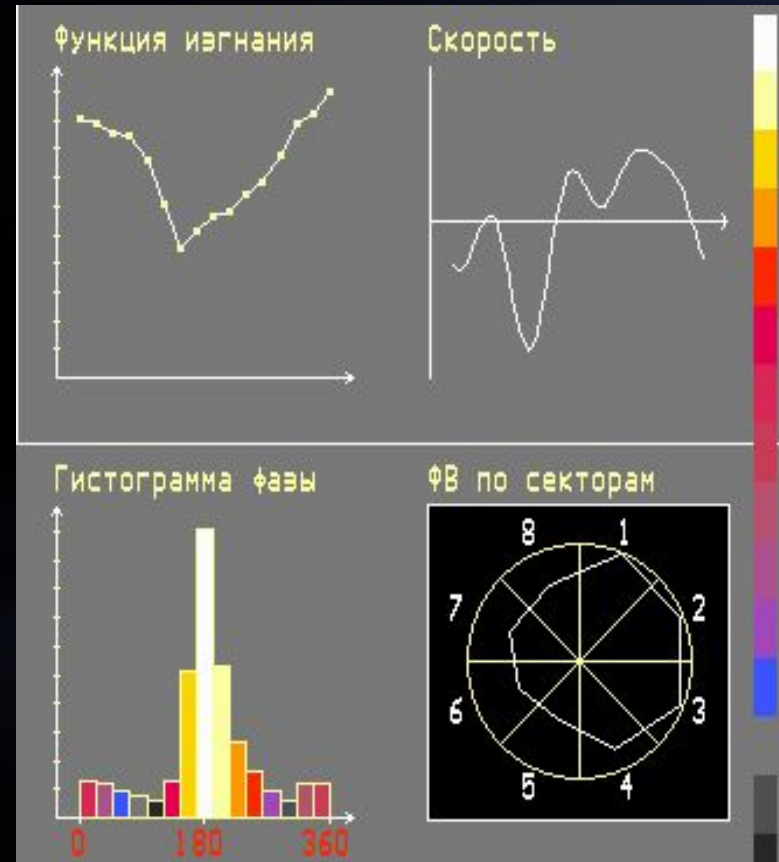 Функция изгнания
Скорость
Гистограмма фазы
0 180 360
ФВ по секторам
8 1
7 2
6 3
5 4